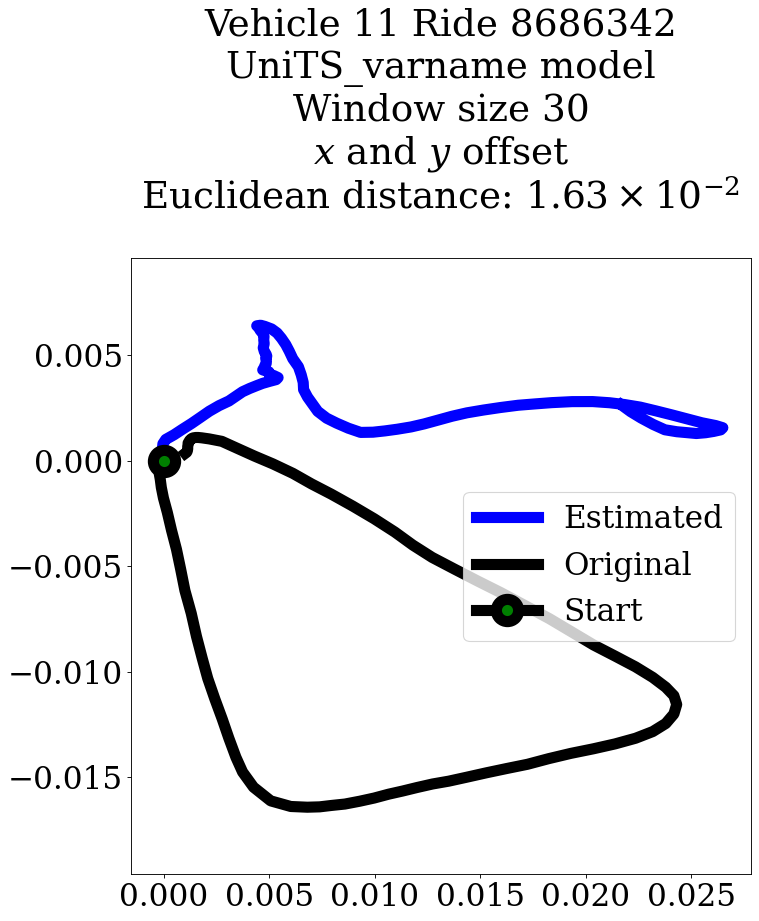 Vehicle 11 Ride 8686342
UniTS_varname model
Window size 30
x and y offset
Euclidean distance: 1.63 × 10⁻²
0.005
0.000
−0.005
−0.010
−0.015
Estimated
Original
Start
0.000 0.005 0.010 0.015 0.020 0.025